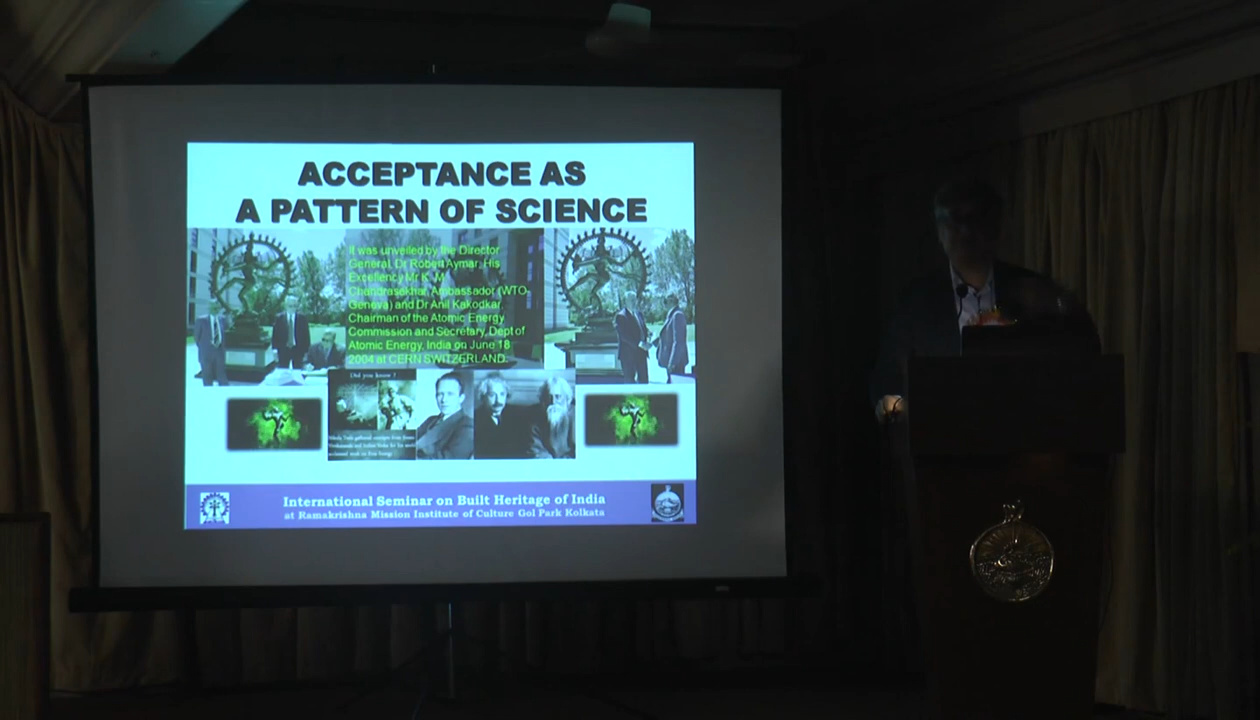 ACCEPTANCE AS
A PATTERN OF SCIENCE
It was unveiled by the Director
General, Dr Robert Aymar, His
Excellency Mr K. M.
Chandrasekhar, Ambassador (WTO-
Geneva) and Dr Anil Kakodkar,
Chairman of the Atomic Energy
Commission and Secretary, Dept of
Atomic Energy, India on June 18
2004 at CERN SWITZERLAND.
Did you know ?
International Seminar on Built Heritage of India
at Ramakrishna Mission Institute of Culture Gol Park Kolkata